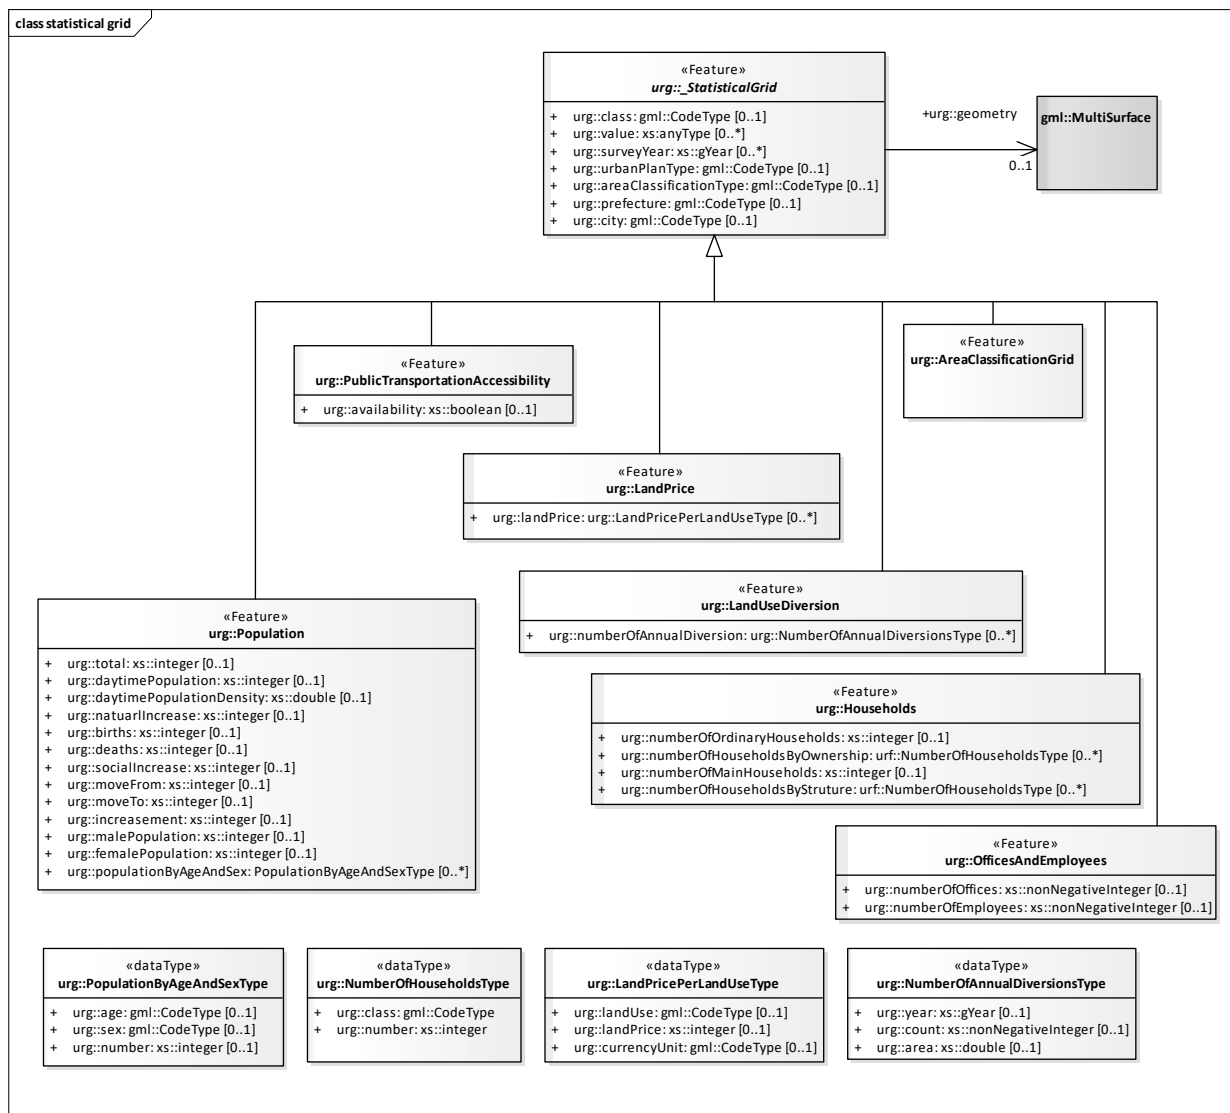 class statistical grid
«Feature»
urg::_StatisticalGrid
+ urg::class: gml::CodeType [0..1]
+ urg::value: xs:anyType [0..*]
+ urg::surveyYear: xs::gYear [0..*]
+ urg::urbanPlanType: gml::CodeType [0..1]
+ urg::areaClassificationType: gml::CodeType [0..1]
+ urg::prefecture: gml::CodeType [0..1]
+ urg::city: gml::CodeType [0..1]
+urg::geometry
0..1
gml::MultiSurface
«Feature»
urg::PublicTransportationAccessibility
+ urg::availability: xs::boolean [0..1]
«Feature»
urg::AreaClassificationGrid
«Feature»
urg::LandPrice
+ urg::landPrice: urg::LandPricePerLandUseType [0..*]
«Feature»
urg::LandUseDiversion
+ urg::numberOfAnnualDiversion: urg::NumberOfAnnualDiversionsType [0..*]
«Feature»
urg::Population
+ urg::total: xs::integer [0..1]
+ urg::daytimePopulation: xs::integer [0..1]
+ urg::daytimePopulationDensity: xs::double [0..1]
+ urg::natuarlIncrease: xs::integer [0..1]
+ urg::births: xs::integer [0..1]
+ urg::deaths: xs::integer [0..1]
+ urg::socialIncrease: xs::integer [0..1]
+ urg::moveFrom: xs::integer [0..1]
+ urg::moveTo: xs::integer [0..1]
+ urg::increasement: xs::integer [0..1]
+ urg::malePopulation: xs::integer [0..1]
+ urg::femalePopulation: xs::integer [0..1]
+ urg::populationByAgeAndSex: PopulationByAgeAndSexType [0..*]
«Feature»
urg::Households
+ urg::numberOfOrdinaryHouseholds: xs::integer [0..1]
+ urg::numberOfHouseholdsByOwnership: urf::NumberOfHouseholdsType [0..*]
+ urg::numberOfMainHouseholds: xs::integer [0..1]
+ urg::numberOfHouseholdsByStruture: urf::NumberOfHouseholdsType [0..*]
«Feature»
urg::OfficesAndEmployees
+ urg::numberOfOffices: xs::nonNegativeInteger [0..1]
+ urg::numberOfEmployees: xs::nonNegativeInteger [0..1]
«dataType»
urg::PopulationByAgeAndSexType
+ urg::age: gml::CodeType [0..1]
+ urg::sex: gml::CodeType [0..1]
+ urg::number: xs::integer [0..1]
«dataType»
urg::NumberOfHouseholdsType
+ urg::class: gml::CodeType
+ urg::number: xs::integer
«dataType»
urg::LandPricePerLandUseType
+ urg::landUse: gml::CodeType [0..1]
+ urg::landPrice: xs::integer [0..1]
+ urg::currencyUnit: gml::CodeType [0..1]
«dataType»
urg::NumberOfAnnualDiversionsType
+ urg::year: xs::gYear [0..1]
+ urg::count: xs::nonNegativeInteger [0..1]
+ urg::area: xs::double [0..1]